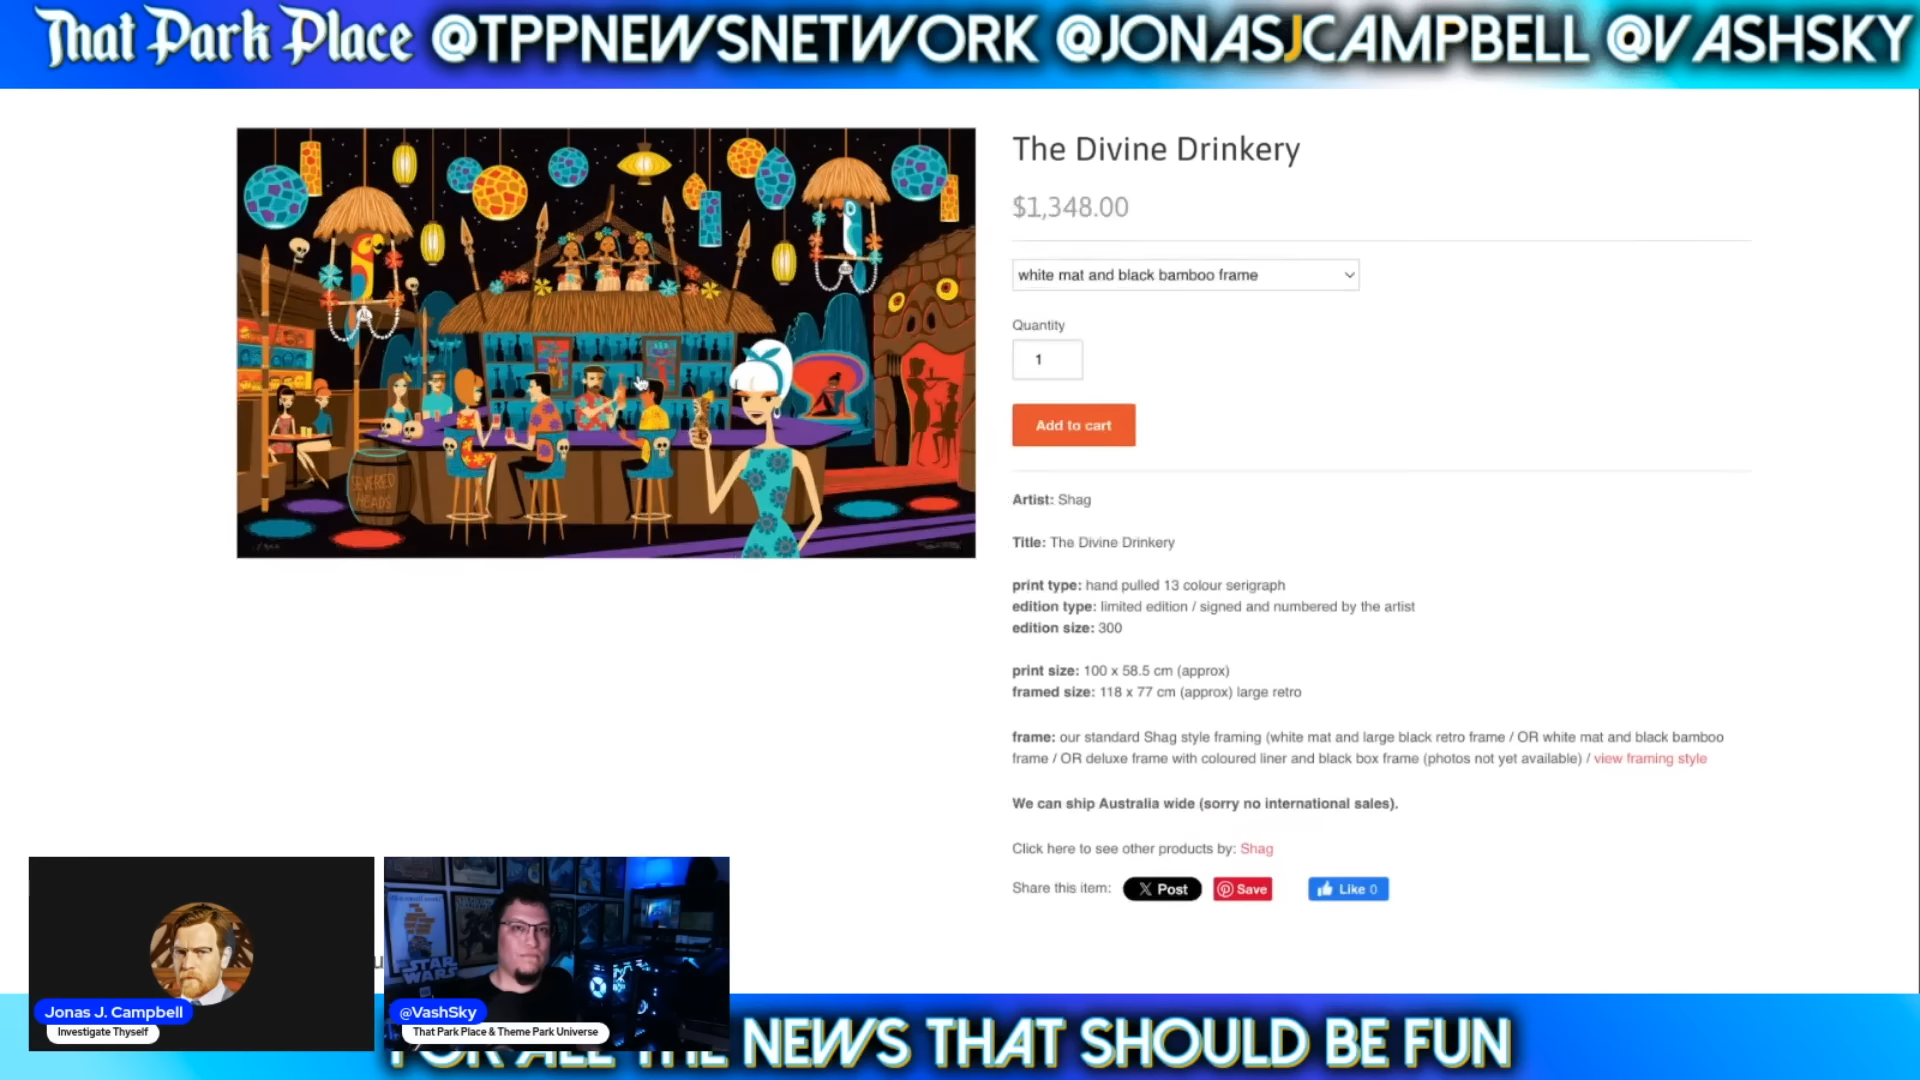 That Park Place @TPPNEWSNETWORK @JONASJCAMPBELL @VASHSKY
The Divine Drinkery
$1,348.00
white mat and black bamboo frame
Quantity
1
Add to cart
SEVERED
HEADS
Artist: Shag
Title: The Divine Drinkery
print type: hand pulled 13 colour serigraph
edition type: limited edition / signed and numbered by the artist
edition size: 300
print size: 100 x 58.5 cm (approx)
framed size: 118 x 77 cm (approx) large retro
frame: our standard Shag style framing (white mat and large black retro frame / OR white mat and black bamboo
frame / OR deluxe frame with coloured liner and black box frame (photos not yet available) / view framing style
We can ship Australia wide (sorry no international sales).
Click here to see other products by: Shag
Share this item: X Post Save Like 0
STAR
WARS
Jonas J. Campbell
Investigate Thyself
@VashSky
That Park Place & Theme Park Universe
FOR ALL THE NEWS THAT SHOULD BE FUN